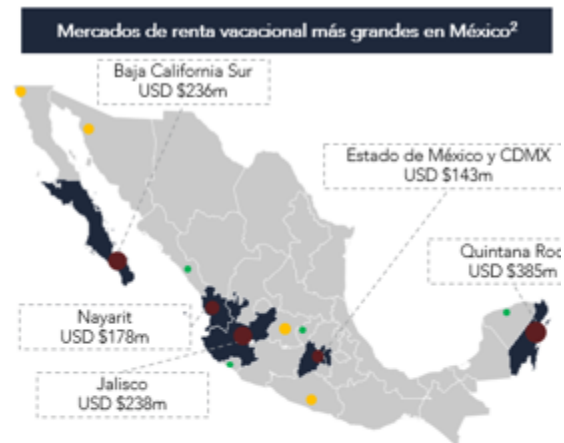 Mercados de renta vacacional más grandes en México²
Baja California Sur
USD $236m
Estado de México y CDMX
USD $143m
Quintana Roo
USD $385m
Nayarit
USD $178m
Jalisco
USD $238m